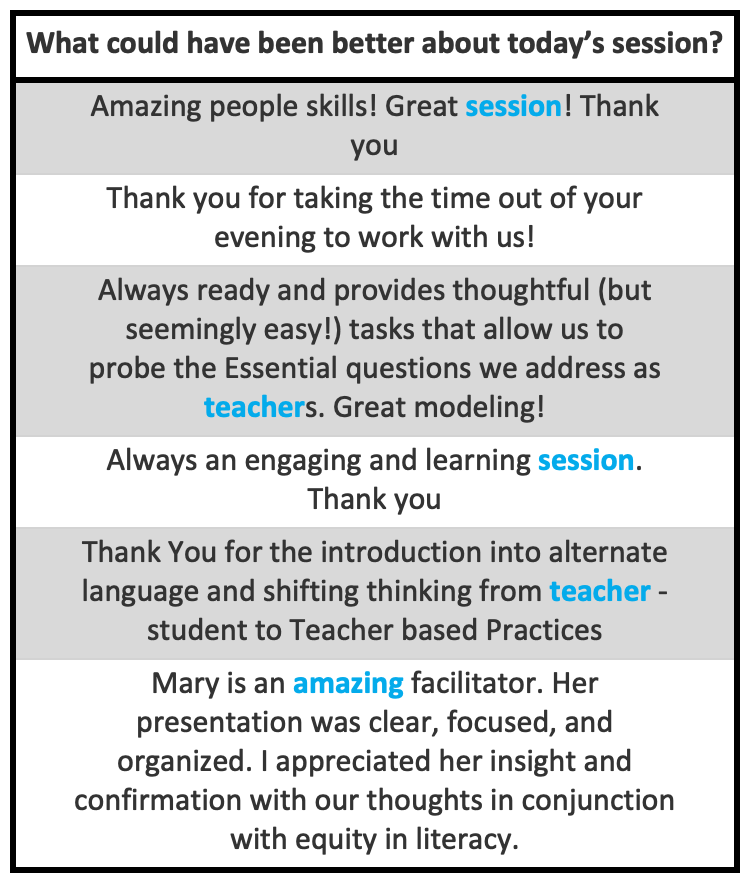 What could have been better about today’s session?
Amazing people skills! Great session! Thank
you
Thank you for taking the time out of your
evening to work with us!
Always ready and provides thoughtful (but
seemingly easy!) tasks that allow us to
probe the Essential questions we address as
teachers. Great modeling!
Always an engaging and learning session.
Thank you
Thank You for the introduction into alternate
language and shifting thinking from teacher -
student to Teacher based Practices
Mary is an amazing facilitator. Her
presentation was clear, focused, and
organized. I appreciated her insight and
confirmation with our thoughts in conjunction
with equity in literacy.